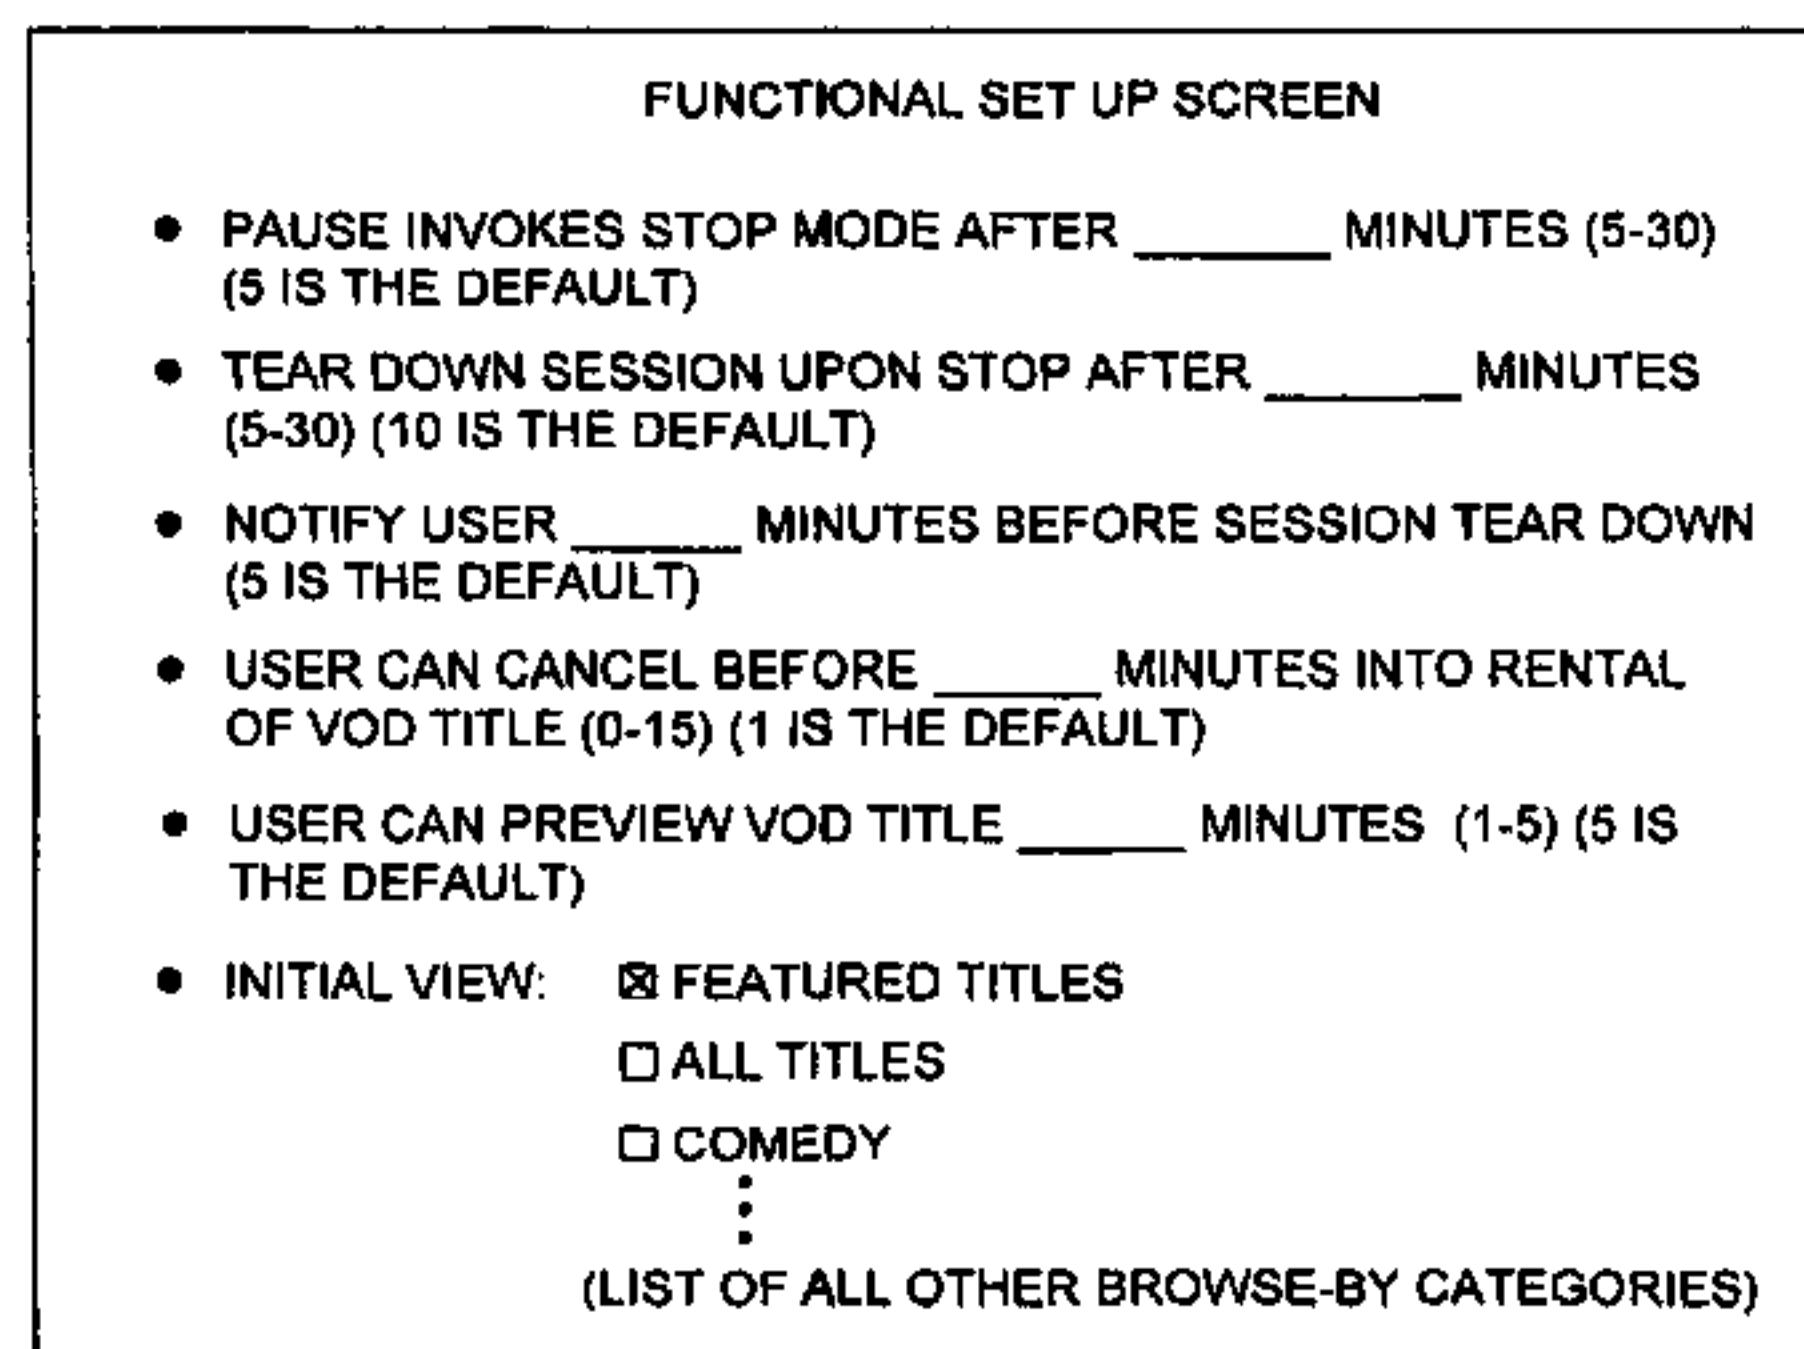 FUNCTIONAL SET UP SCREEN
● PAUSE INVOKES STOP MODE AFTER ______ MINUTES (5-30)
(5 IS THE DEFAULT)
● TEAR DOWN SESSION UPON STOP AFTER ______ MINUTES
(5-30) (10 IS THE DEFAULT)
● NOTIFY USER ______ MINUTES BEFORE SESSION TEAR DOWN
(5 IS THE DEFAULT)
● USER CAN CANCEL BEFORE ______ MINUTES INTO RENTAL
OF VOD TITLE (0-15) (1 IS THE DEFAULT)
● USER CAN PREVIEW VOD TITLE ______ MINUTES (1-5) (5 IS
THE DEFAULT)
● INITIAL VIEW: ☒ FEATURED TITLES
☐ ALL TITLES
☐ COMEDY
(LIST OF ALL OTHER BROWSE-BY CATEGORIES)